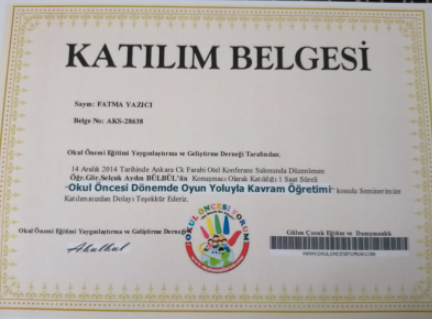 KATILIM BELGESİ
Sayın: FATMA YAZICI
Belge No: AKS-28638
Okul Öncesi Eğitimi Yaygınlaştırma ve Geliştirme Derneği Tarafından,
14 Aralık 2014 Tarihinde Ankara Ck Farabi Otel Konferans Salonunda Düzenlenen
Öğr.Gör.Selçuk Aydın BÜLBÜL'ün Konuşmacı Olarak Katıldığı 1 Saat Süreli
"Okul Öncesi Dönemde Oyun Yoluyla Kavram Öğretimi" konulu Seminerimize
Katılımınızdan Dolayı Teşekkür Ederiz.
Okul Öncesi Eğitimi Yaygınlaştırma ve Geliştirme Derneği
OKUL ÖNCESİ FORUM
Gülen Çocuk Eğitim ve Danışmanlık
WWW.OKULONCESIFORUM.COM